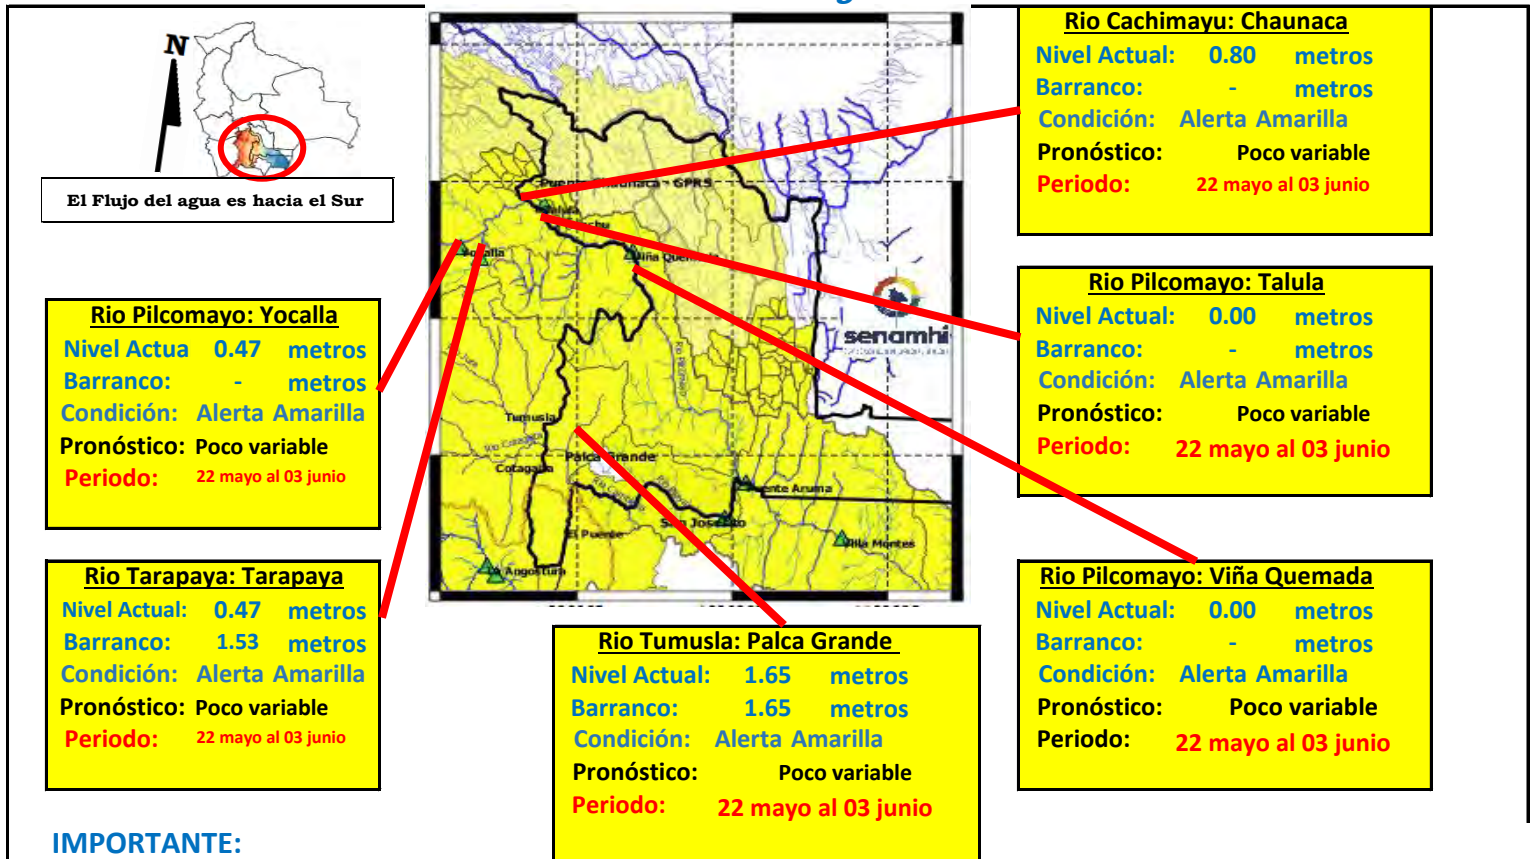 N
El Flujo del agua es hacia el Sur
Rio Cachimayu: Chaunaca
Nivel Actual: 0.80 metros
Barranco: - metros
Condición: Alerta Amarilla
Pronóstico: Poco variable
Periodo: 22 mayo al 03 junio
Rio Pilcomayo: Talula
Nivel Actual: 0.00 metros
Barranco: - metros
Condición: Alerta Amarilla
Pronóstico: Poco variable
Periodo: 22 mayo al 03 junio
Rio Pilcomayo: Yocalla
Nivel Actua 0.47 metros
Barranco: - metros
Condición: Alerta Amarilla
Pronóstico: Poco variable
Periodo: 22 mayo al 03 junio
Rio Tarapaya: Tarapaya
Nivel Actual: 0.47 metros
Barranco: 1.53 metros
Condición: Alerta Amarilla
Pronóstico: Poco variable
Periodo: 22 mayo al 03 junio
Rio Tumusla: Palca Grande
Nivel Actual: 1.65 metros
Barranco: 1.65 metros
Condición: Alerta Amarilla
Pronóstico: Poco variable
Periodo: 22 mayo al 03 junio
Rio Pilcomayo: Viña Quemada
Nivel Actual: 0.00 metros
Barranco: - metros
Condición: Alerta Amarilla
Pronóstico: Poco variable
Periodo: 22 mayo al 03 junio
Chaunaca - GPRS
Viña
senamhi
Tumusla
Palca Grande
Cotagaita
El Puente
Angostura
Aruma
Villa Montes
IMPORTANTE: